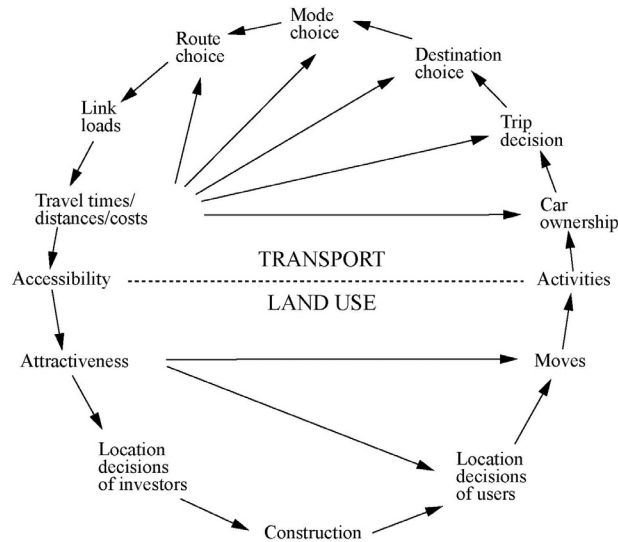 Mode
choice
Route
choice
Destination
choice
Link
loads
Trip
decision
Travel times/
distances/costs
Car
ownership
TRANSPORT
Accessibility
Activities
LAND USE
Attractiveness
Moves
Location
decisions
of investors
Location
decisions
of users
Construction